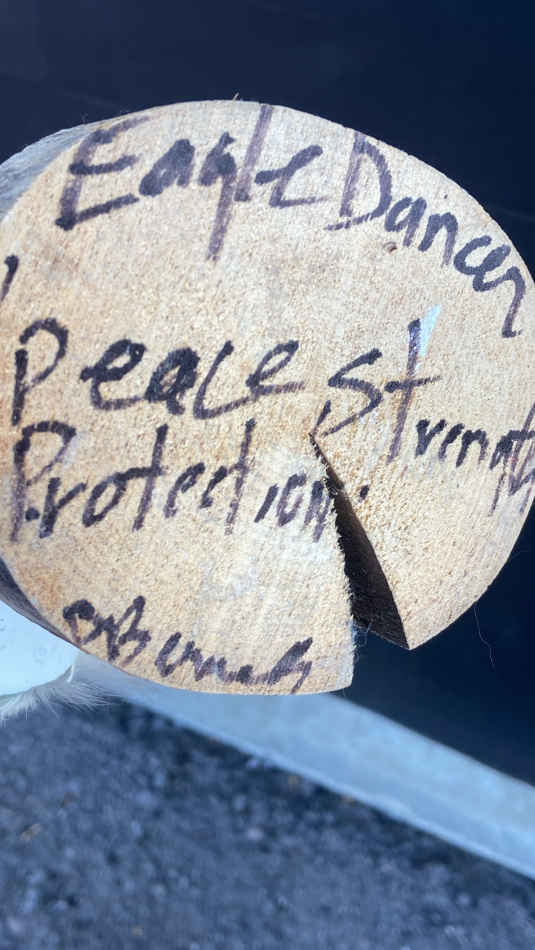 Eagle Dancer
Peace Strength
Protection.